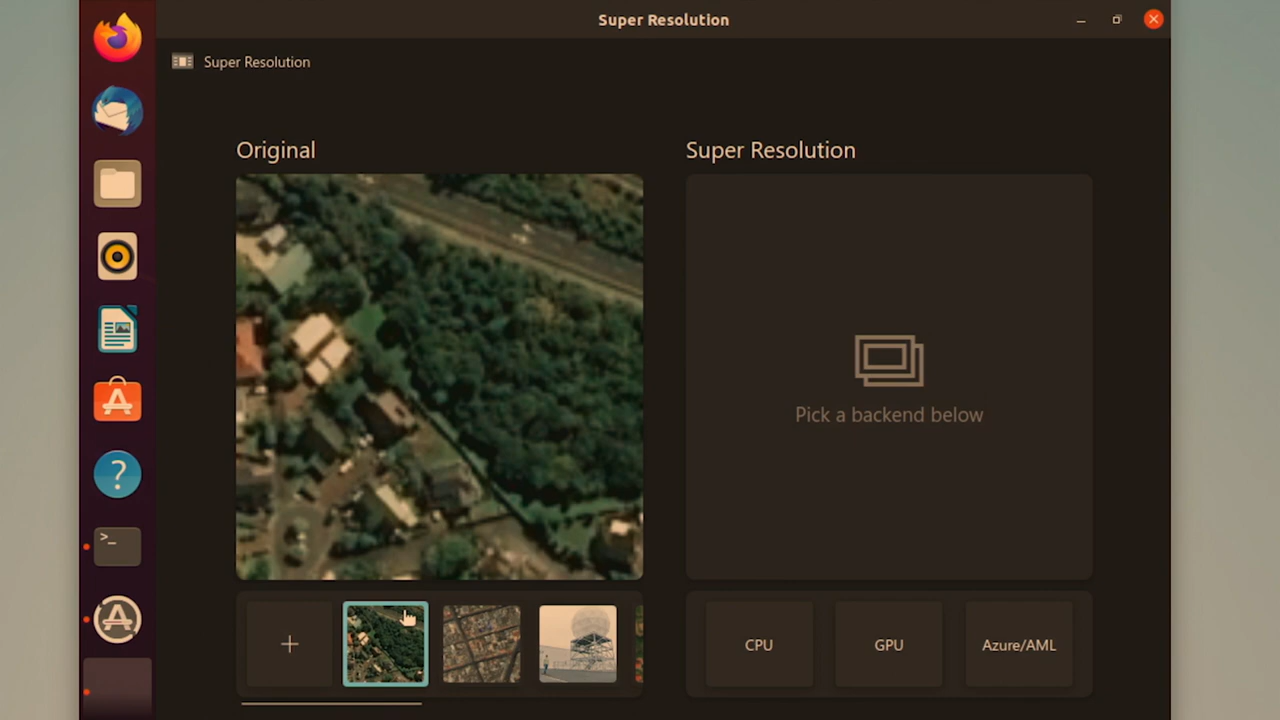 Super Resolution
Super Resolution
Original
Super Resolution
Pick a backend below
CPU
GPU
Azure/AML